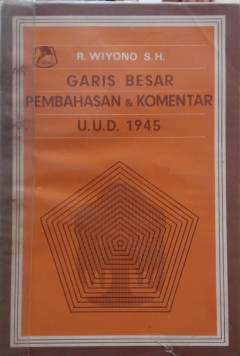 R. WIYONO S.H.
GARIS BESAR
PEMBAHASAN & KOMENTAR
U.U.D. 1945